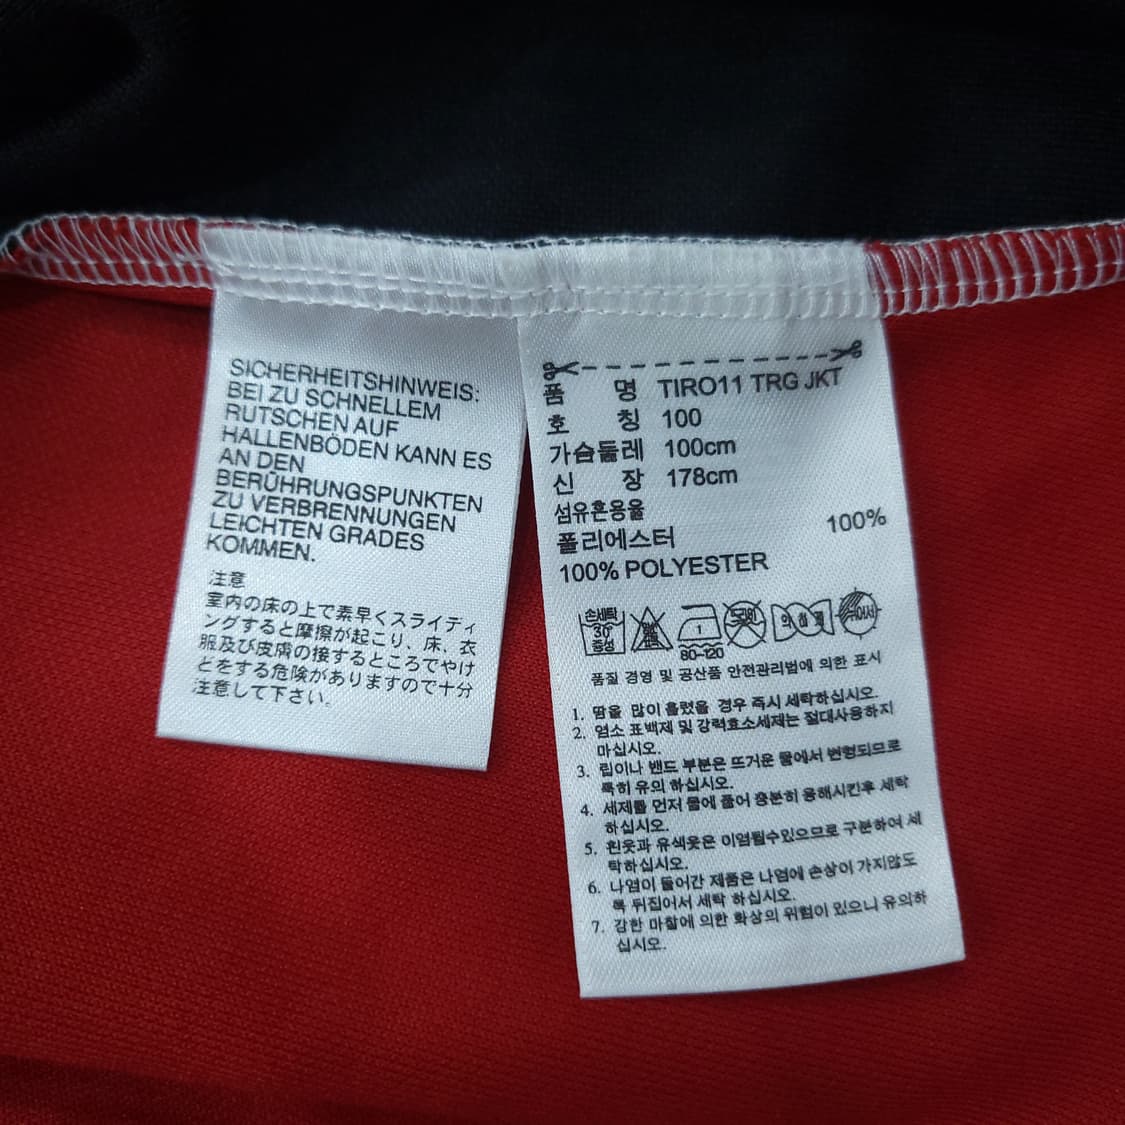 SICHERHEITSHINWEIS:
BEI ZU SCHNELLEM
RUTSCHEN AUF
HALLENBÖDEN KANN ES
AN DEN
BERÜHRUNGSPUNKTEN
ZU VERBRENNUNGEN
LEICHTEN GRADES
KOMMEN.
注意
室内の床の上で素早くスライディ
ングすると摩擦が起こり、床、衣
服及び皮膚の接するところでやけ
どをする危険がありますので十分
注意して下さい。
품 명 TIRO11 TRG JKT
호 칭 100
가슴둘레 100cm
신 장 178cm
섬유혼용율
폴리에스터 100%
100% POLYESTER
손세탁
30°
중성
1
80~120
드라이
옷걸이
품질 경영 및 공산품 안전관리법에 의한 표시
1. 땀을 많이 흘렸을 경우 즉시 세탁하십시오.
2. 염소 표백제 및 강력효소세제는 절대사용하지
마십시오.
3. 립이나 밴드 부분은 뜨거운 물에서 변형되므로
특히 유의 하십시오.
4. 세제를 먼저 물에 풀어 충분히 용해시킨후 세탁
하십시오.
5. 흰옷과 유색옷은 이염될수있으므로 구분하여 세
탁하십시오.
6. 나염이 들어간 제품은 나염에 손상이 가지않도
록 뒤집어서 세탁 하십시오.
7. 강한 마찰에 의한 화상의 위험이 있으니 유의하
십시오.